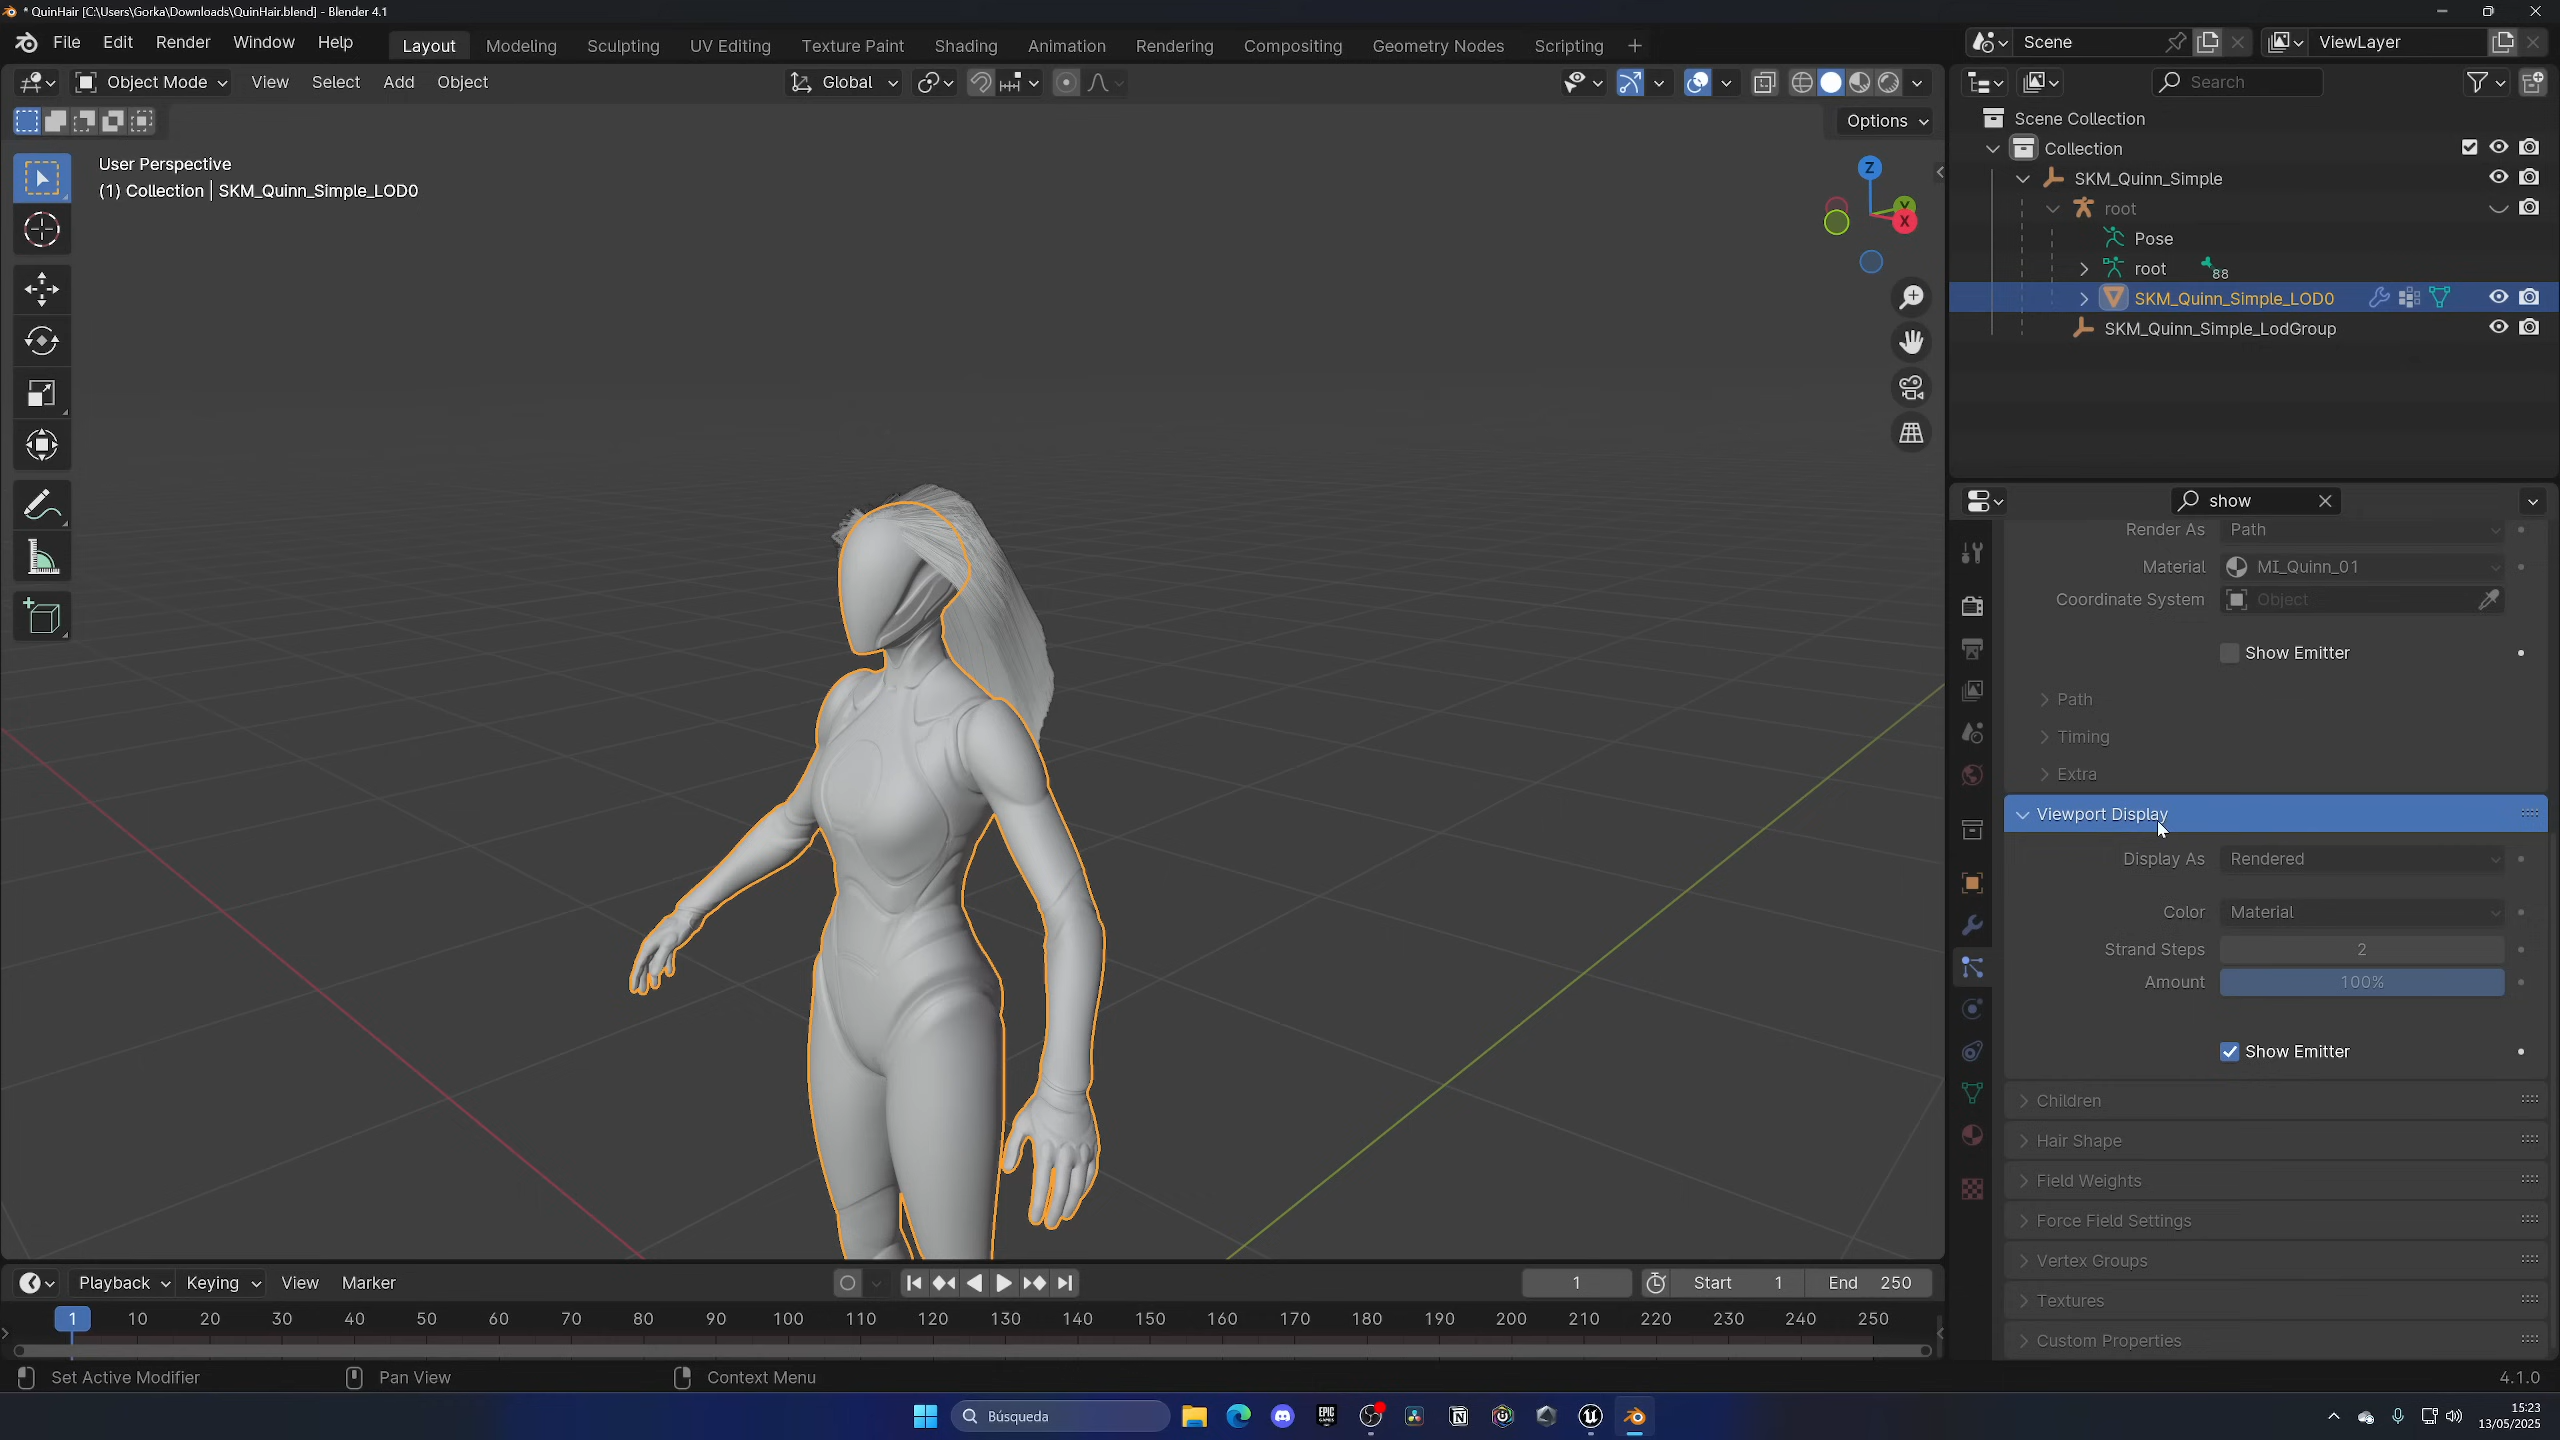 * QuinHair [C:\Users\Gorka\Downloads\QuinHair.blend] - Blender 4.1
File Edit Render Window Help Layout Modeling Sculpting UV Editing Texture Paint Shading Animation Rendering Compositing Geometry Nodes Scripting + Scene ViewLayer
Object Mode View Select Add Object Global Search
Options
User Perspective
(1) Collection | SKM_Quinn_Simple_LOD0
Z
Y
X
Scene Collection
Collection
SKM_Quinn_Simple
root
Pose
root 88
SKM_Quinn_Simple_LOD0
SKM_Quinn_Simple_LodGroup
show
Render As Path
Material MI_Quinn_01
Coordinate System Object
Show Emitter
Path
Timing
Extra
Viewport Display
Display As Rendered
Color Material
Strand Steps 2
Amount 100%
Show Emitter
Children
Hair Shape
Field Weights
Force Field Settings
Vertex Groups
Textures
Custom Properties
Playback Keying View Marker 1 Start 1 End 250
1 10 20 30 40 50 60 70 80 90 100 110 120 130 140 150 160 170 180 190 200 210 220 230 240 250
Set Active Modifier Pan View Context Menu 4.1.0
Búsqueda
EPIC GAMES
15:23
13/05/2025